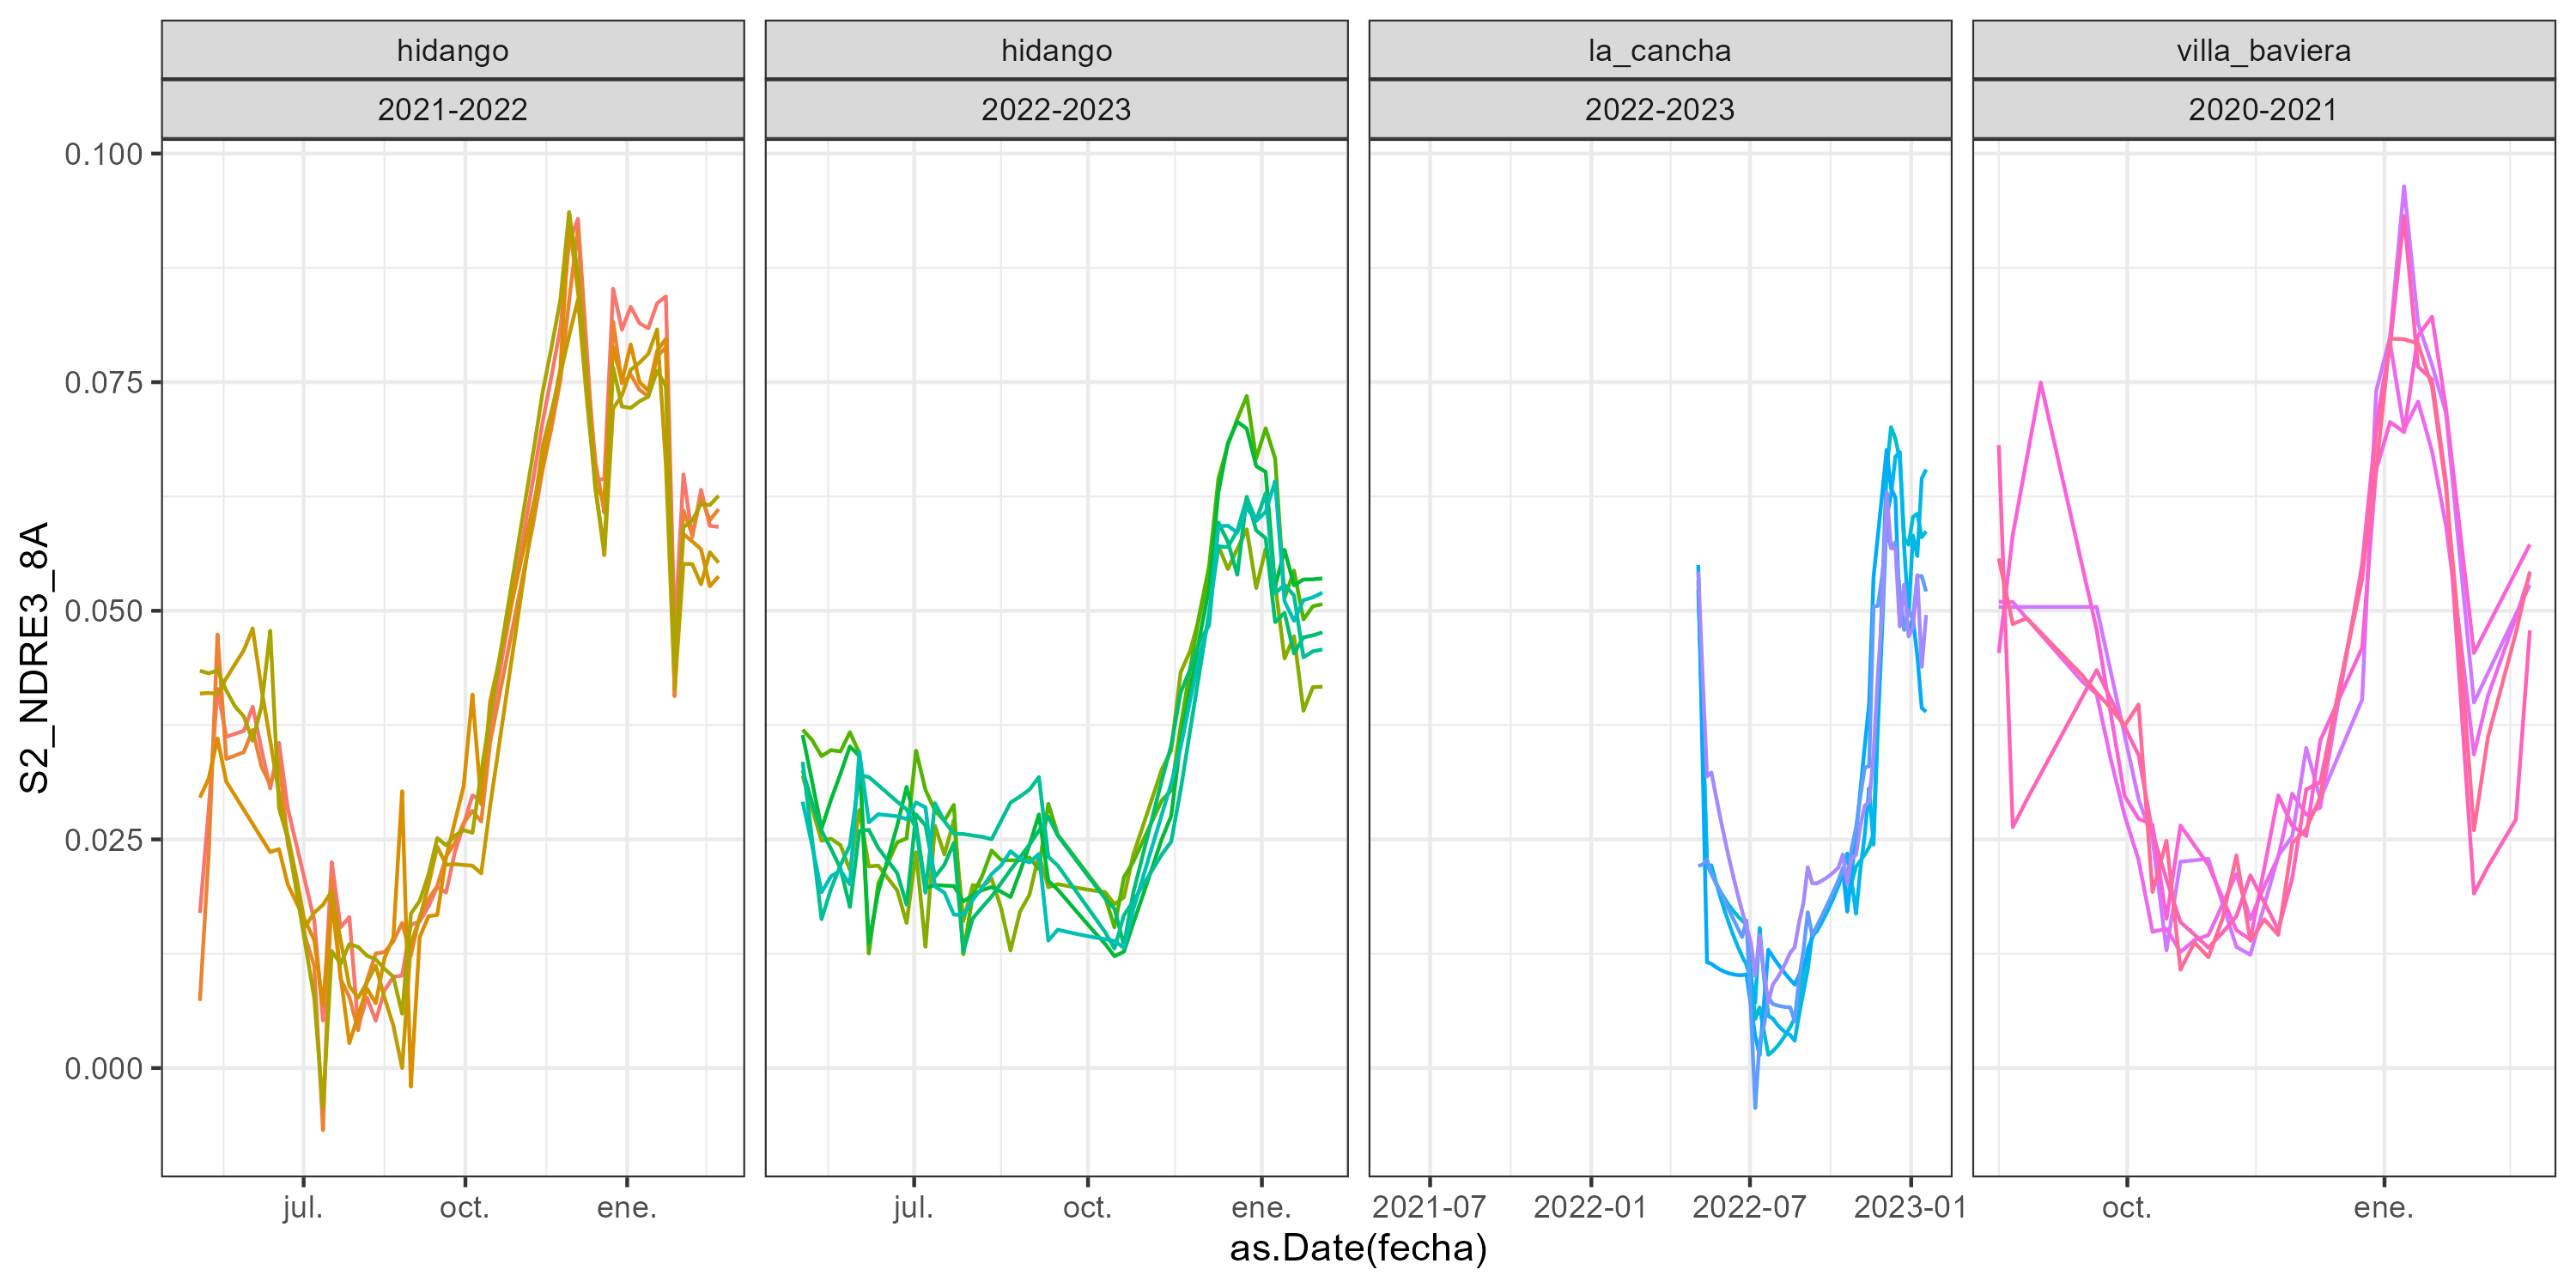 hidango hidango la_cancha villa_baviera
2021-2022 2022-2023 2022-2023 2020-2021
0.100
0.075
0.050
0.025
0.000
S2_NDRE3_8A
jul. oct. ene. jul. oct. ene. 2021-07 2022-01 2022-07 2023-01 oct. ene.
as.Date(fecha)